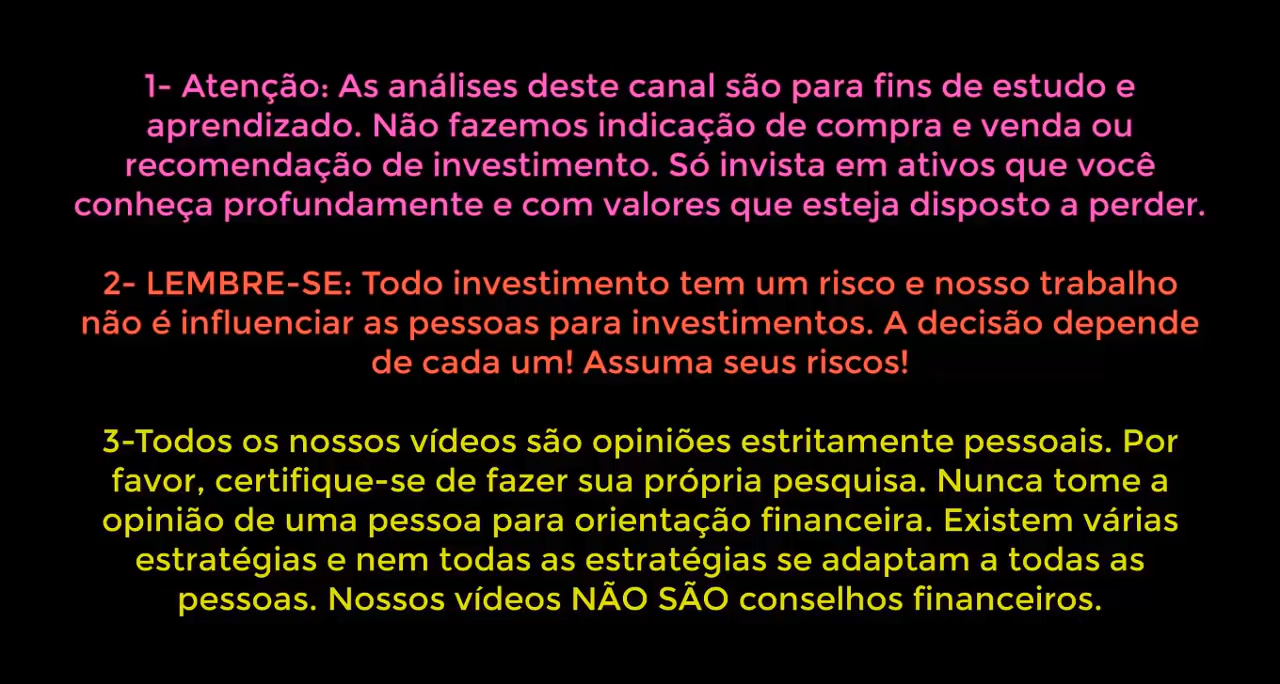 1- Atenção: As análises deste canal são para fins de estudo e
aprendizado. Não fazemos indicação de compra e venda ou
recomendação de investimento. Só invista em ativos que você
conheça profundamente e com valores que esteja disposto a perder.
2- LEMBRE-SE: Todo investimento tem um risco e nosso trabalho
não é influenciar as pessoas para investimentos. A decisão depende
de cada um! Assuma seus riscos!
3-Todos os nossos vídeos são opiniões estritamente pessoais. Por
favor, certifique-se de fazer sua própria pesquisa. Nunca tome a
opinião de uma pessoa para orientação financeira. Existem várias
estratégias e nem todas as estratégias se adaptam a todas as
pessoas. Nossos vídeos NÃO SÃO conselhos financeiros.